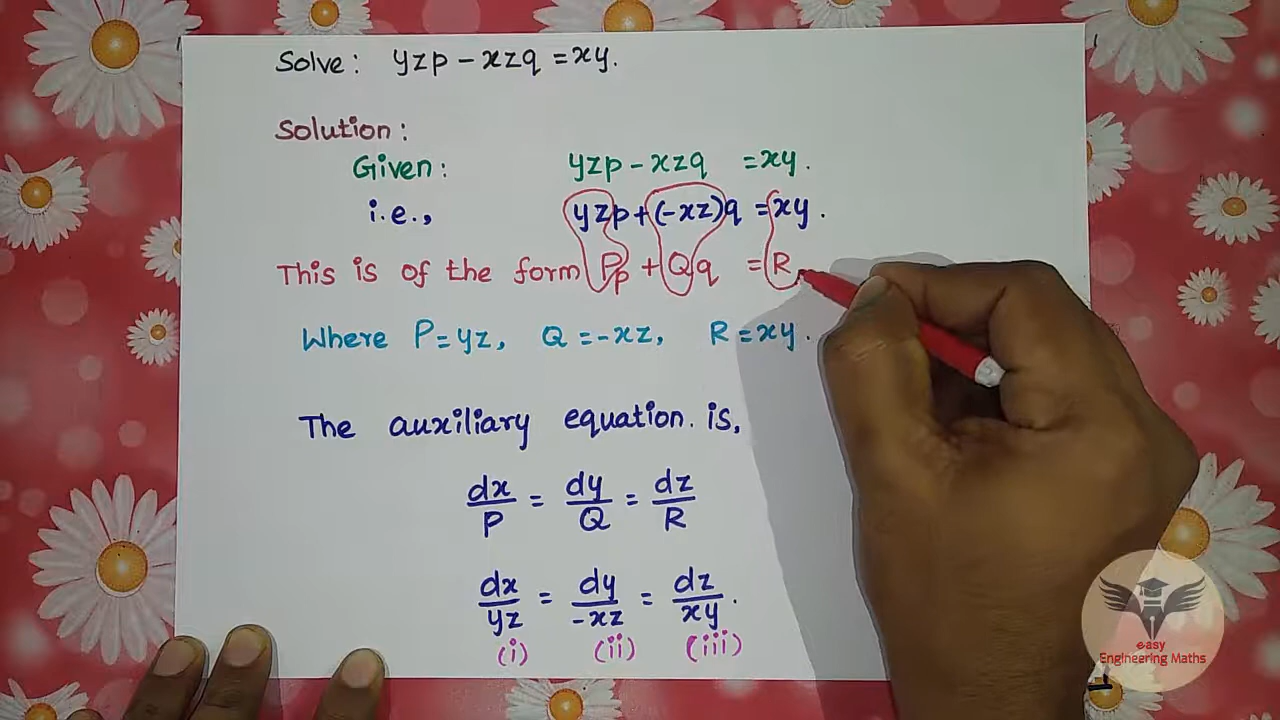 Solve: yzp - xzq = xy.
Solution:
Given: yzp - xzq = xy.
i.e., yzp + (-xz)q = xy.
This is of the form Pp + Qq = R
Where P = yz, Q = -xz, R = xy.
The auxiliary equation is,
dx/P = dy/Q = dz/R
dx/yz = dy/-xz = dz/xy.
(i) (ii) (iii)
easy
Engineering Maths